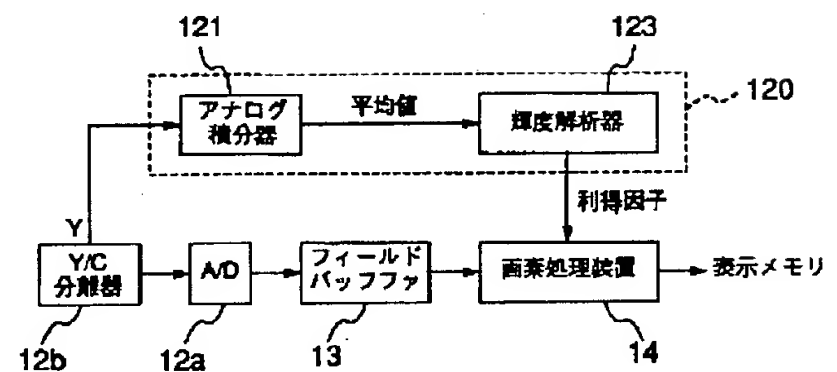 121
123
アナログ
積分器
平均値
輝度解析器
120
利得因子
Y
Y/C
分離器
A/D
フィールド
バッファ
画素処理装置
表示メモリ
12b
12a
13
14